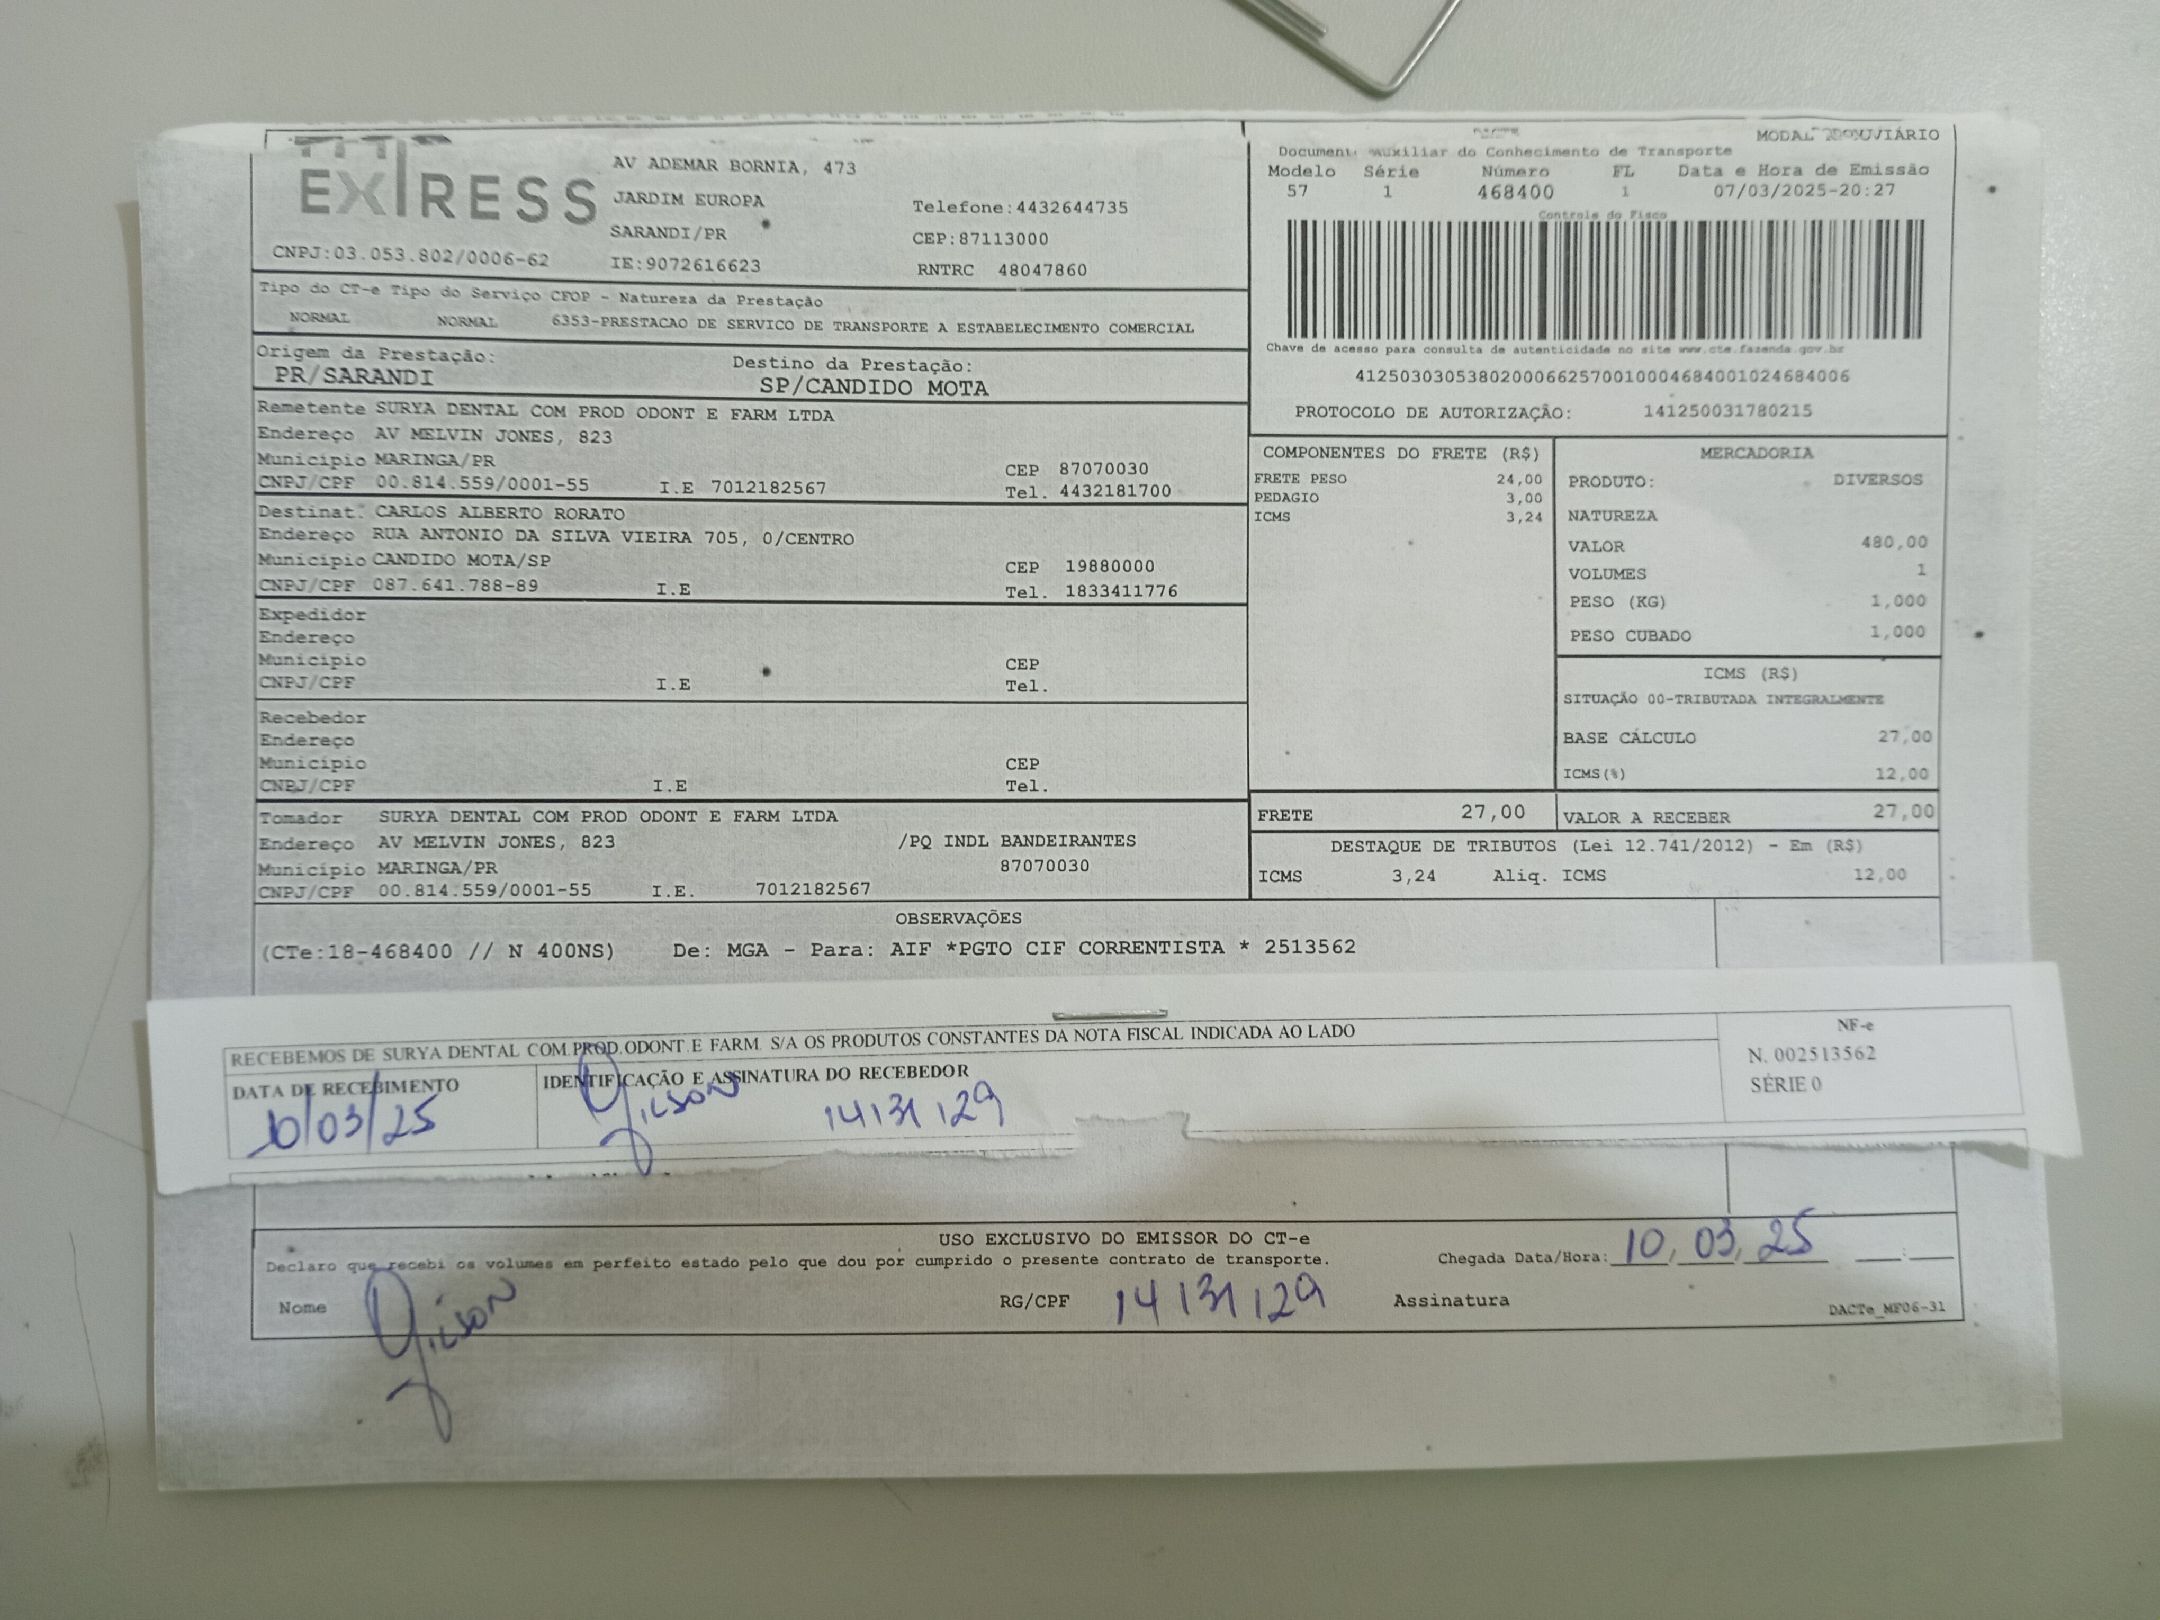 EXPRESS
AV ADEMAR BORNIA, 473
JARDIM EUROPA
Telefone:4432644735
SARANDI/PR
CEP:87113000
CNPJ:03.053.802/0006-62
IE:9072616623
RNTRC 48047860
MODAL
Auxiliar do Conhecimento de Transporte
Modelo Série Número FL Data e Hora de Emissão
57 1 468400 1 07/03/2025-20:27
Controle do Fisco
Chave de acesso para consulta de autenticidade no site www.cte.fazenda.gov.br
41250303053802000662570010004684001024684006
PROTOCOLO DE AUTORIZAÇÃO: 141250031780215
Tipo do CT-e Tipo do Serviço CFOP - Natureza da Prestação
NORMAL NORMAL 6353-PRESTACAO DE SERVICO DE TRANSPORTE A ESTABELECIMENTO COMERCIAL
Origem da Prestação: Destino da Prestação:
PR/SARANDI SP/CANDIDO MOTA
Remetente SURYA DENTAL COM PROD ODONT E FARM LTDA
Endereço AV MELVIN JONES, 823
Municipio MARINGA/PR CEP 87070030
CNPJ/CPF 00.814.559/0001-55 I.E 7012182567 Tel. 4432181700
Destinat. CARLOS ALBERTO RORATO
Endereço RUA ANTONIO DA SILVA VIEIRA 705, 0/CENTRO
Municipio CANDIDO MOTA/SP CEP 19880000
CNPJ/CPF 087.641.788-89 I.E Tel. 1833411776
Expedidor
Endereço
Municipio CEP
CNPJ/CPF I.E Tel.
Recebedor
Endereço
Municipio CEP
CNPJ/CPF I.E Tel.
Tomador SURYA DENTAL COM PROD ODONT E FARM LTDA
Endereço AV MELVIN JONES, 823 /PQ INDL BANDEIRANTES
Municipio MARINGA/PR 87070030
CNPJ/CPF 00.814.559/0001-55 I.E. 7012182567
COMPONENTES DO FRETE (R$)
FRETE PESO 24,00
PEDAGIO 3,00
ICMS 3,24
MERCADORIA
PRODUTO: DIVERSOS
NATUREZA
VALOR 480,00
VOLUMES 1
PESO (KG) 1,000
PESO CUBADO 1,000
ICMS (R$)
SITUAÇÃO 00-TRIBUTADA INTEGRALMENTE
BASE CÁLCULO 27,00
ICMS(%) 12,00
FRETE 27,00 VALOR A RECEBER 27,00
DESTAQUE DE TRIBUTOS (Lei 12.741/2012) - Em (R$)
ICMS 3,24 Aliq. ICMS 12,00
OBSERVAÇÕES
(CTe:18-468400 // N 400NS) De: MGA - Para: AIF *PGTO CIF CORRENTISTA * 2513562
RECEBEMOS DE SURYA DENTAL COM.PROD.ODONT.E FARM. S/A OS PRODUTOS CONSTANTES DA NOTA FISCAL INDICADA AO LADO
DATA DE RECEBIMENTO IDENTIFICAÇÃO E ASSINATURA DO RECEBEDOR
10/03/25 Gilson 14131129
NF-e
N. 002513562
SÉRIE 0
USO EXCLUSIVO DO EMISSOR DO CT-e
Declaro que recebi os volumes em perfeito estado pelo que dou por cumprido o presente contrato de transporte. Chegada Data/Hora: 10, 03, 25 :
Nome Gilson RG/CPF 14131129 Assinatura DACTe_MF06-31